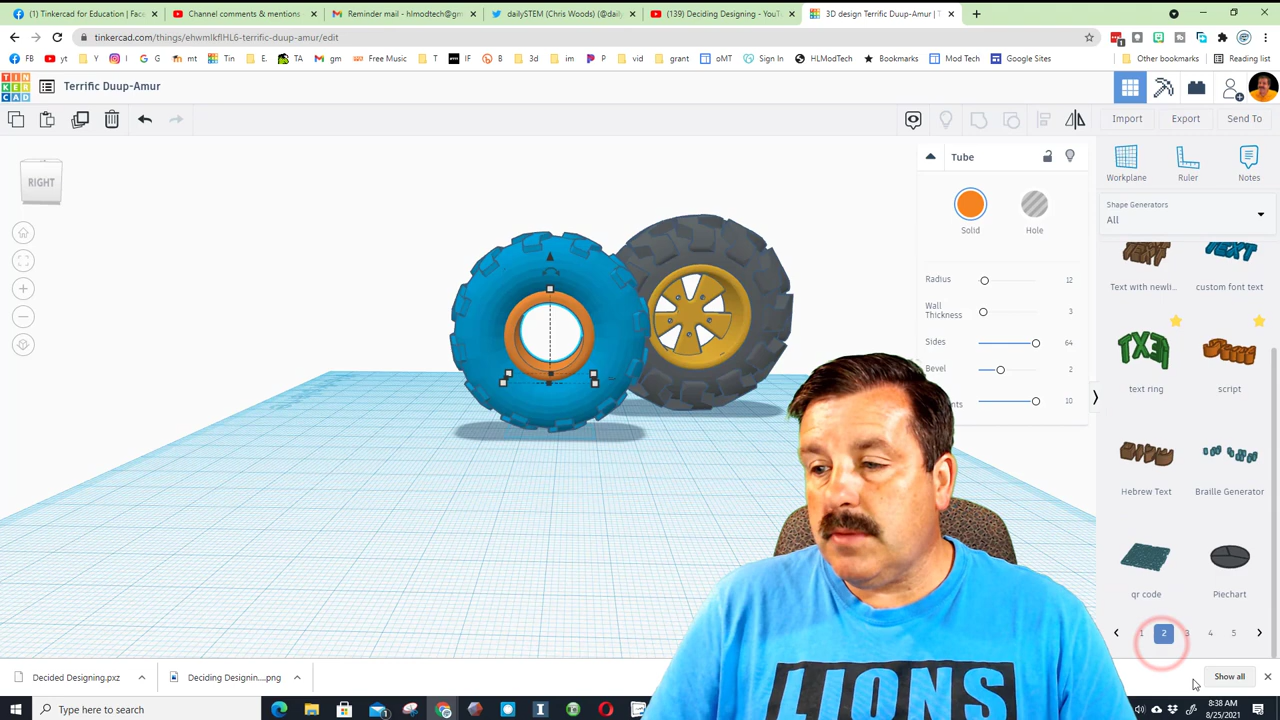 (1) Tinkercad for Education | Face
Channel comments & mentions
Reminder mail - hlmodtech@gm
dailySTEM (Chris Woods) (@daily
(139) Deciding Designing - YouTu
3D design Terrific Duup-Amur | T
tinkercad.com/things/ehwmlkflHL6-terrific-duup-amur/edit
FB yt Y I G G mt Tin E. TA gm Free Music IF B 3d im P vid grant oMT Sign In HLModTech Bookmarks Mod Tech Google Sites Other bookmarks Reading list
TIN
KER
CAD
Terrific Duup-Amur
Import Export Send To
RIGHT
Tube
Solid Hole
Radius 12
Wall Thickness 3
Sides 64
Bevel 2
nts 10
Workplane Ruler Notes
Shape Generators
All
Text with newli... custom font text
TEXT
text ring script
Hebrew Text Braille Generator
qr code Piechart
1 2 3 4 5
LIONS
Decided Designing.pxz
Deciding Designin....png
Show all
Type here to search
8:38 AM
8/25/2021